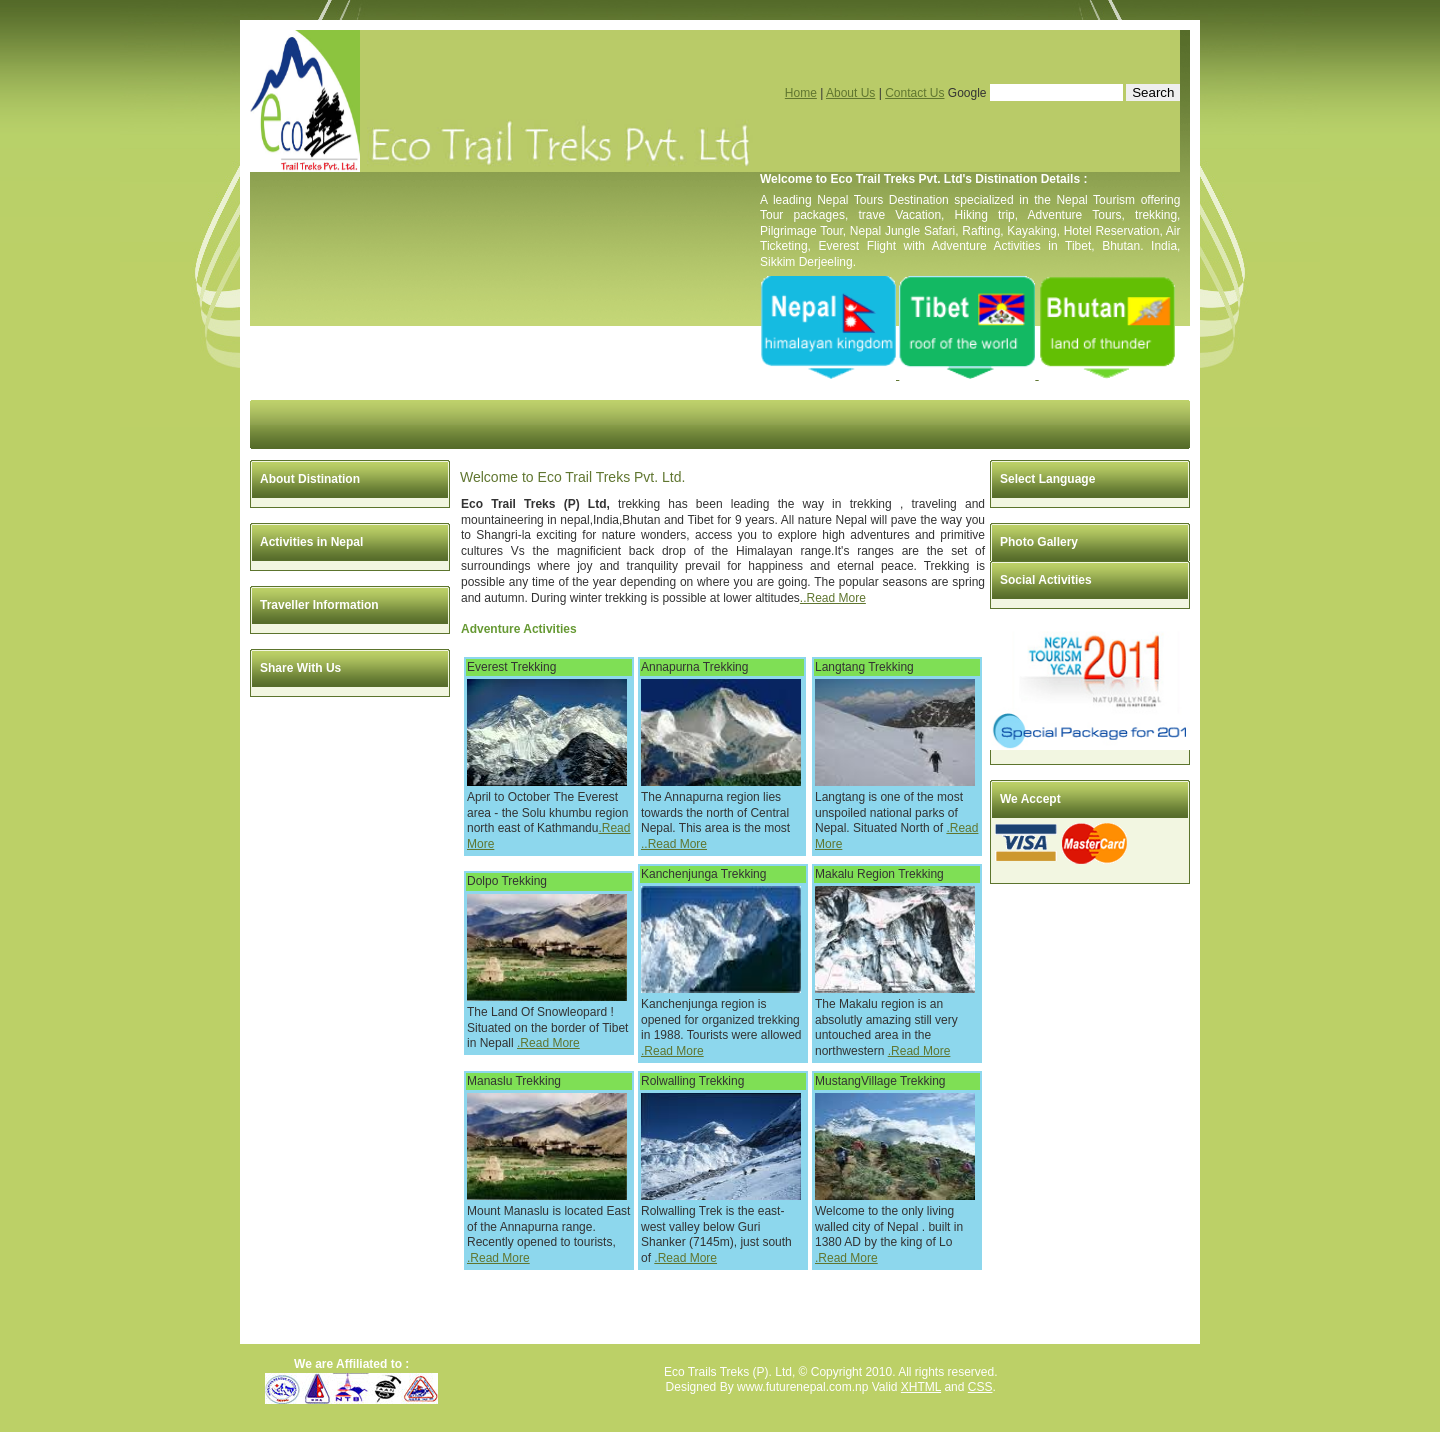 eco
Trail Treks Pvt. Ltd.
Eco Trail Treks Pvt. Ltd
Home | About Us | Contact Us Google Search
Welcome to Eco Trail Treks Pvt. Ltd's Distination Details :
A leading Nepal Tours Destination specialized in the Nepal Tourism offering
Tour packages, trave Vacation, Hiking trip, Adventure Tours, trekking,
Pilgrimage Tour, Nepal Jungle Safari, Rafting, Kayaking, Hotel Reservation, Air
Ticketing, Everest Flight with Adventure Activities in Tibet, Bhutan. India,
Sikkim Derjeeling.
Nepal
himalayan kingdom
Tibet
roof of the world
Bhutan
land of thunder
About Distination
Activities in Nepal
Traveller Information
Share With Us
Welcome to Eco Trail Treks Pvt. Ltd.
Eco Trail Treks (P) Ltd, trekking has been leading the way in trekking , traveling and
mountaineering in nepal,India,Bhutan and Tibet for 9 years. All nature Nepal will pave the way you
to Shangri-la exciting for nature wonders, access you to explore high adventures and primitive
cultures Vs the magnificient back drop of the Himalayan range.It's ranges are the set of
surroundings where joy and tranquility prevail for happiness and eternal peace. Trekking is
possible any time of the year depending on where you are going. The popular seasons are spring
and autumn. During winter trekking is possible at lower altitudes...Read More
Adventure Activities
Everest Trekking
April to October The Everest
area - the Solu khumbu region
north east of Kathmandu.Read
More
Annapurna Trekking
The Annapurna region lies
towards the north of Central
Nepal. This area is the most
..Read More
Langtang Trekking
Langtang is one of the most
unspoiled national parks of
Nepal. Situated North of .Read
More
Dolpo Trekking
The Land Of Snowleopard !
Situated on the border of Tibet
in Nepall .Read More
Kanchenjunga Trekking
Kanchenjunga region is
opened for organized trekking
in 1988. Tourists were allowed
.Read More
Makalu Region Trekking
The Makalu region is an
absolutly amazing still very
untouched area in the
northwestern .Read More
Manaslu Trekking
Mount Manaslu is located East
of the Annapurna range.
Recently opened to tourists,
.Read More
Rolwalling Trekking
Rolwalling Trek is the east-
west valley below Guri
Shanker (7145m), just south
of .Read More
MustangVillage Trekking
Welcome to the only living
walled city of Nepal . built in
1380 AD by the king of Lo
.Read More
Select Language
Photo Gallery
Social Activities
NEPAL
TOURISM
YEAR 2011
NATURALLY NEPAL
ONCE IS NOT ENOUGH
Special Package for 201
We Accept
VISA MasterCard
We are Affiliated to :
NTB
Eco Trails Treks (P). Ltd, © Copyright 2010. All rights reserved.
Designed By www.futurenepal.com.np Valid XHTML and CSS.